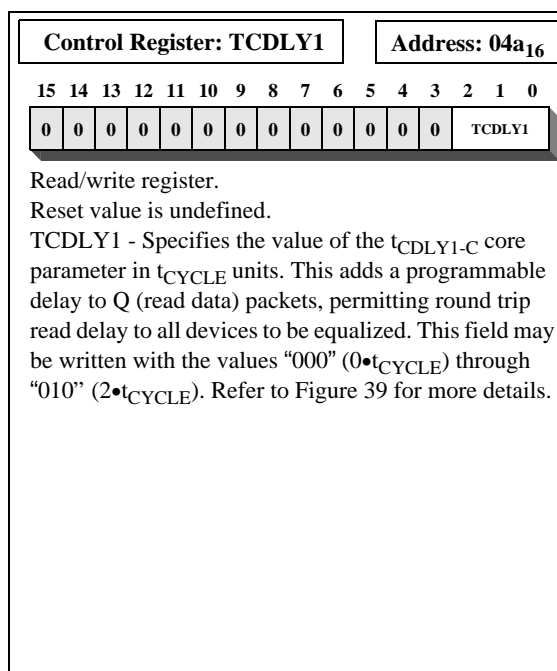 Control Register: TCDLY1
Address: 04a16
15 14 13 12 11 10 9 8 7 6 5 4 3 2 1 0
0 0 0 0 0 0 0 0 0 0 0 0 0 TCDLY1
Read/write register.
Reset value is undefined.
TCDLY1 - Specifies the value of the tCDLY1-C core
parameter in tCYCLE units. This adds a programmable
delay to Q (read data) packets, permitting round trip
read delay to all devices to be equalized. This field may
be written with the values “000” (0•tCYCLE) through
“010” (2•tCYCLE). Refer to Figure 39 for more details.